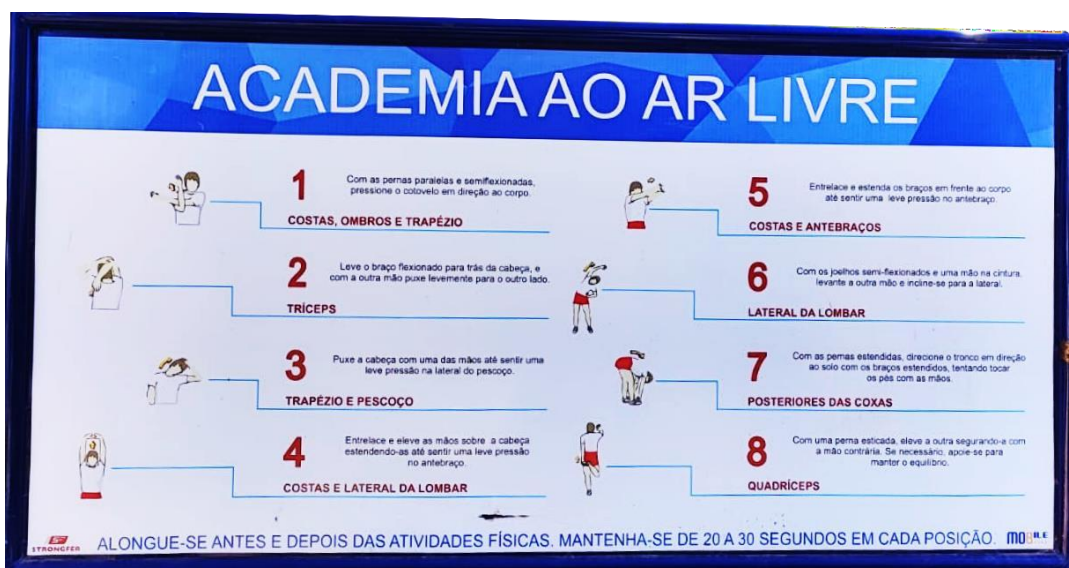 ACADEMIA AO AR LIVRE
1
Com as pernas paralelas e semiflexionadas,
pressione o cotovelo em direção ao corpo.
COSTAS, OMBROS E TRAPÉZIO
2
Leve o braço flexionado para trás da cabeça, e
com a outra mão puxe levemente para o outro lado.
TRÍCEPS
3
Puxe a cabeça com uma das mãos até sentir uma
leve pressão na lateral do pescoço.
TRAPÉZIO E PESCOÇO
4
Entrelace e eleve as mãos sobre a cabeça
estendendo-as até sentir uma leve pressão
no antebraço.
COSTAS E LATERAL DA LOMBAR
5
Entrelace e estenda os braços em frente ao corpo
até sentir uma leve pressão no antebraço.
COSTAS E ANTEBRAÇOS
6
Com os joelhos semi-flexionados e uma mão na cintura,
levante a outra mão e incline-se para a lateral.
LATERAL DA LOMBAR
7
Com as pernas estendidas, direcione o tronco em direção
ao solo com os braços estendidos, tentando tocar
os pés com as mãos.
POSTERIORES DAS COXAS
8
Com uma perna esticada, eleve a outra segurando-a com
a mão contrária. Se necessário, apoie-se para
manter o equilíbrio.
QUADRÍCEPS
STRONGFER
ALONGUE-SE ANTES E DEPOIS DAS ATIVIDADES FÍSICAS. MANTENHA-SE DE 20 A 30 SEGUNDOS EM CADA POSIÇÃO.
MOBILE